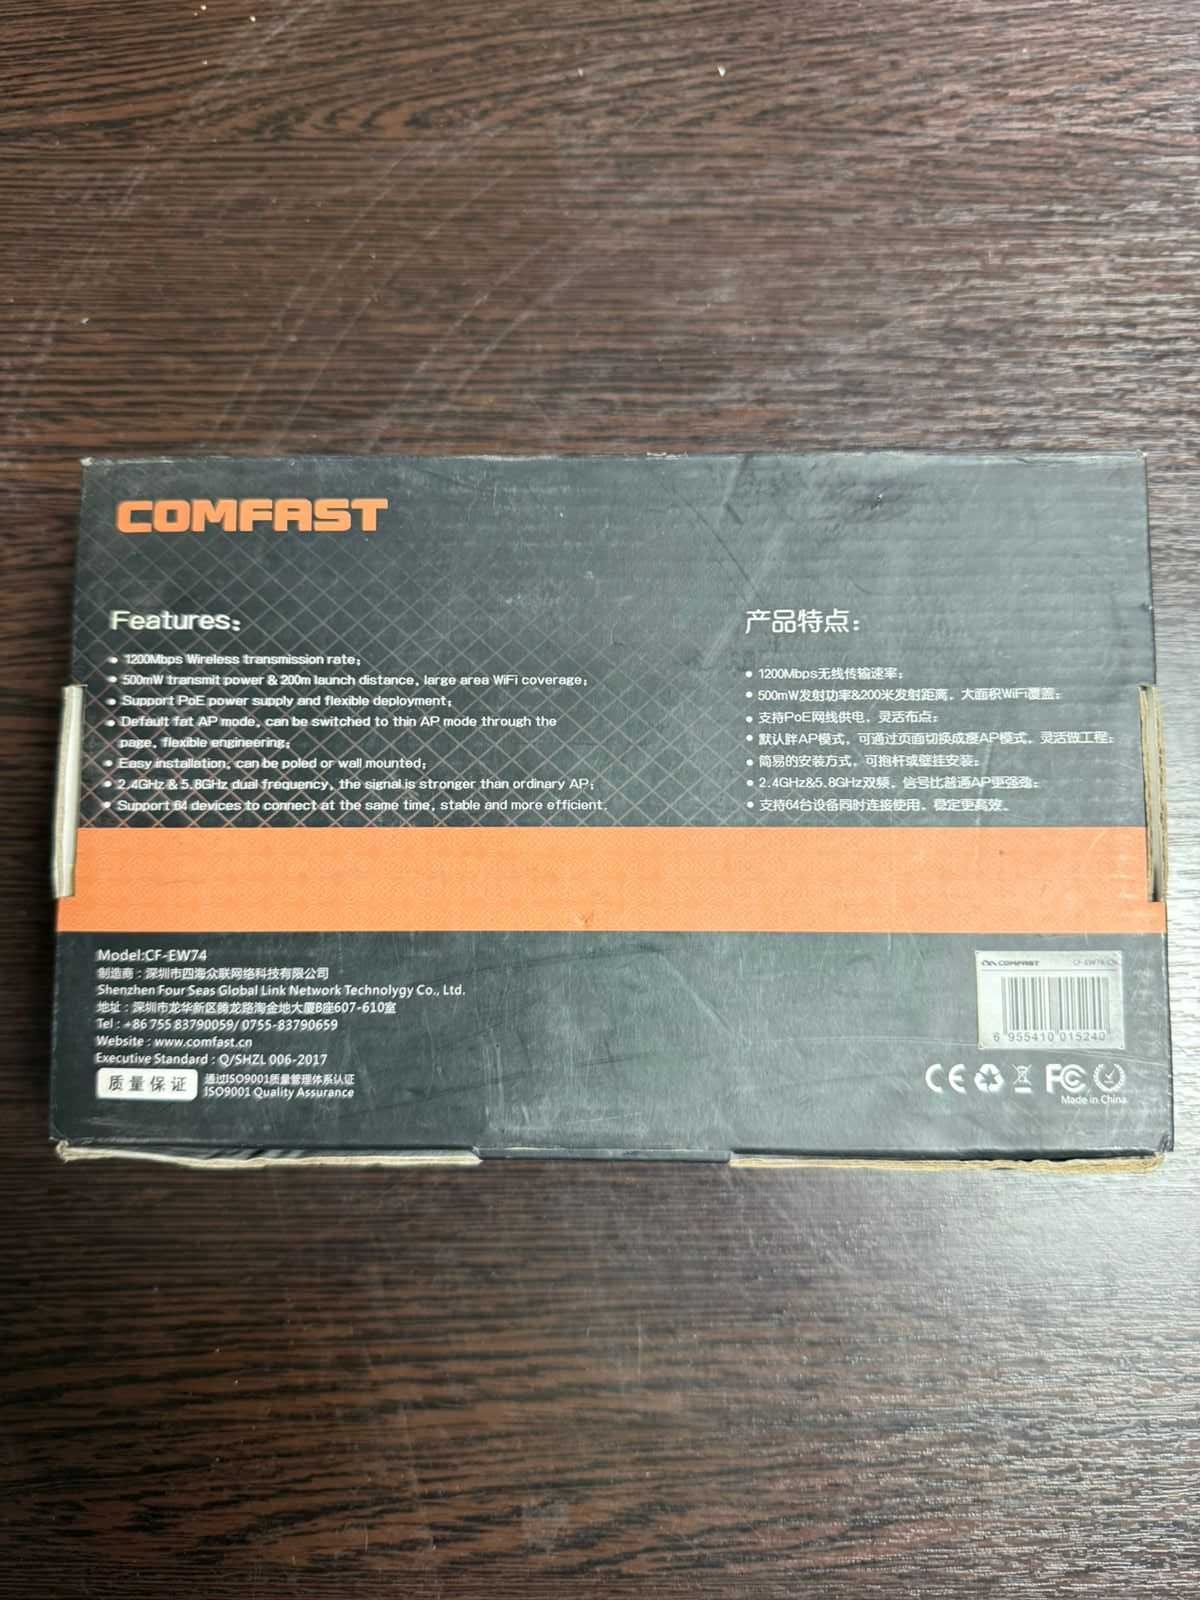 COMFAST
Features:
• 1200Mbps Wireless transmission rate;
• 500mW transmit power & 200m launch distance, large area WiFi coverage;
• Support PoE power supply and flexible deployment;
• Default fat AP mode, can be switched to thin AP mode through the
page, flexible engineering;
• Easy installation, can be poled or wall mounted;
• 2.4GHz & 5.8GHz dual frequency, the signal is stronger than ordinary AP;
• Support 64 devices to connect at the same time, stable and more efficient.
产品特点：
• 1200Mbps无线传输速率；
• 500mW发射功率&200米发射距离，大面积WiFi覆盖；
• 支持PoE网线供电，灵活布点；
• 默认胖AP模式，可通过页面切换成瘦AP模式，灵活做工程；
• 简易的安装方式，可抱杆或壁挂安装；
• 2.4GHz&5.8GHz双频，信号比普通AP更强劲；
• 支持64台设备同时连接使用，稳定更高效。
Model:CF-EW74
制造商：深圳市四海众联网络科技有限公司
Shenzhen Four Seas Global Link Network Technolygy Co., Ltd.
地址：深圳市龙华新区腾龙路淘金地大厦B座607-610室
Tel : +86 755 83790059/ 0755-83790659
Website : www.comfast.cn
Executive Standard : Q/SHZL 006-2017
质量保证
通过ISO9001质量管理体系认证
ISO9001 Quality Assurance
COMFAST CF-EW74
6 955410 015240
CE FC
Made in China